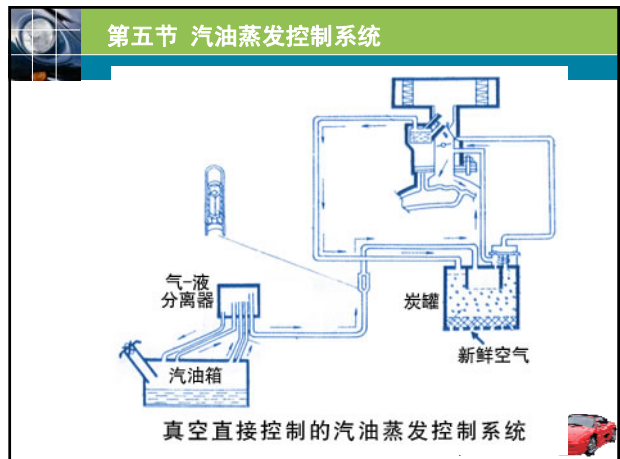 第五节 汽油蒸发控制系统
气-液
分离器
炭罐
新鲜空气
汽油箱
真空直接控制的汽油蒸发控制系统